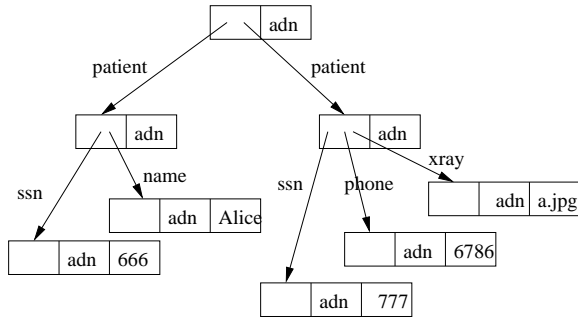 adn
patient patient
adn adn
xray
name
ssn ssn phone
adn a.jpg
adn Alice
adn 666 adn 6786
adn 777